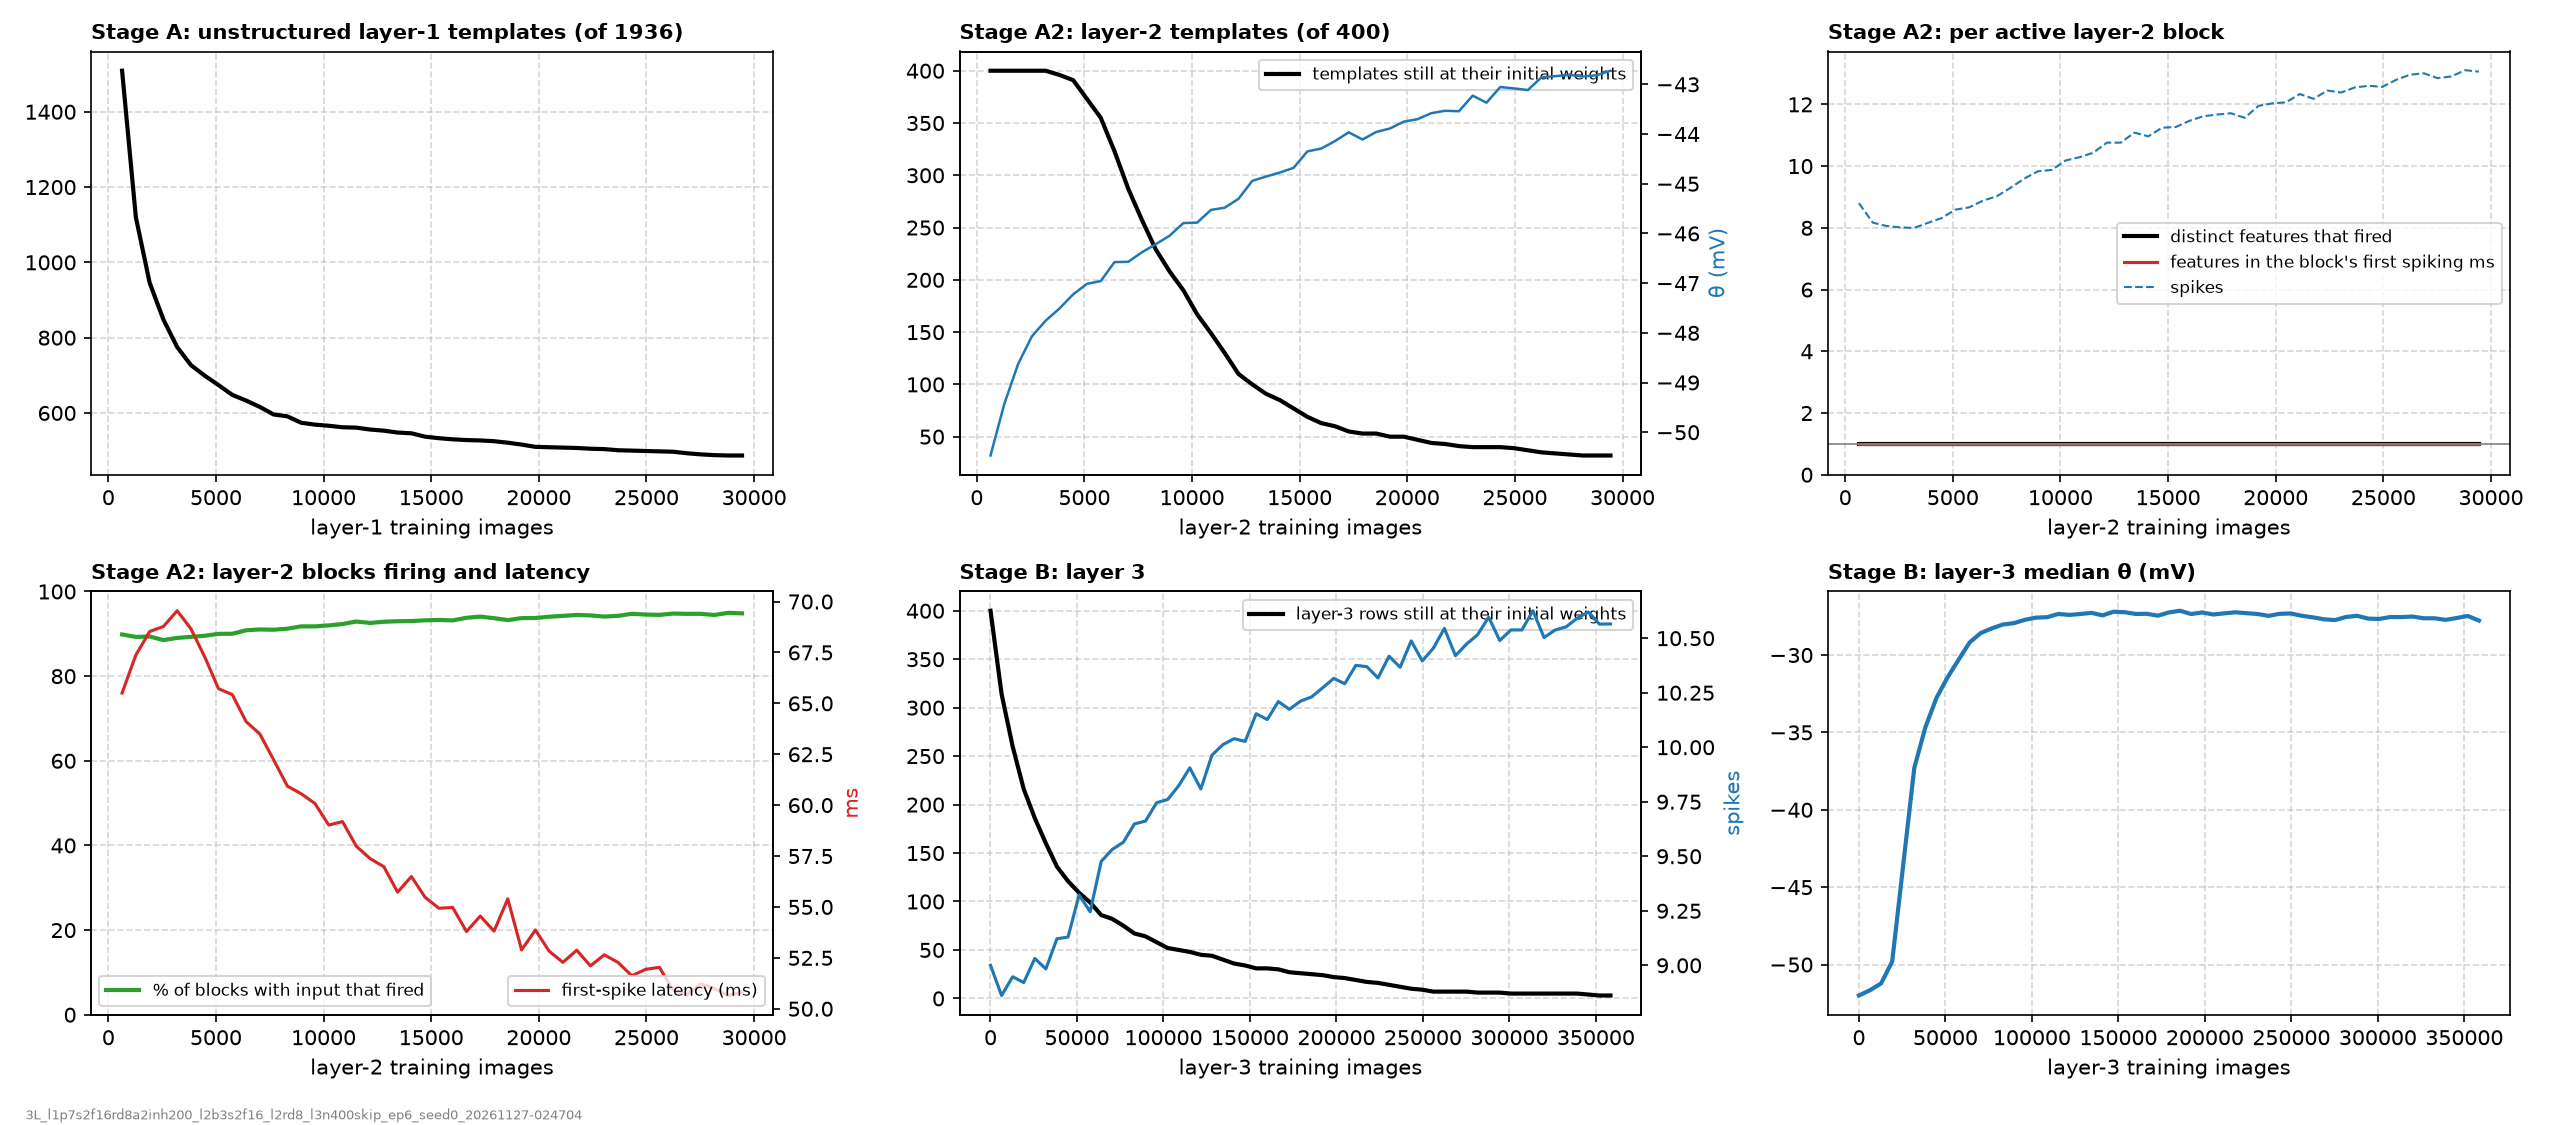 Stage A: unstructured layer-1 templates (of 1936)
1400
1200
1000
800
600
0 5000 10000 15000 20000 25000 30000
layer-1 training images
Stage A2: layer-2 templates (of 400)
templates still at their initial weights
400
350
300
250
200
150
100
50
−43
−44
−45
−46
−47
−48
−49
−50
θ (mV)
0 5000 10000 15000 20000 25000 30000
layer-2 training images
Stage A2: per active layer-2 block
12
10
8
6
4
2
0
distinct features that fired
features in the block's first spiking ms
spikes
0 5000 10000 15000 20000 25000 30000
layer-2 training images
Stage A2: layer-2 blocks firing and latency
100
80
60
40
20
0
70.0
67.5
65.0
62.5
60.0
57.5
55.0
52.5
50.0
ms
% of blocks with input that fired
first-spike latency (ms)
0 5000 10000 15000 20000 25000 30000
layer-2 training images
Stage B: layer 3
layer-3 rows still at their initial weights
400
350
300
250
200
150
100
50
0
10.50
10.25
10.00
9.75
9.50
9.25
9.00
spikes
0 50000 100000 150000 200000 250000 300000 350000
layer-3 training images
Stage B: layer-3 median θ (mV)
−30
−35
−40
−45
−50
0 50000 100000 150000 200000 250000 300000 350000
layer-3 training images
3L_l1p7s2f16rd8a2inh200_l2b3s2f16_l2rd8_l3n400skip_ep6_seed0_20261127-024704